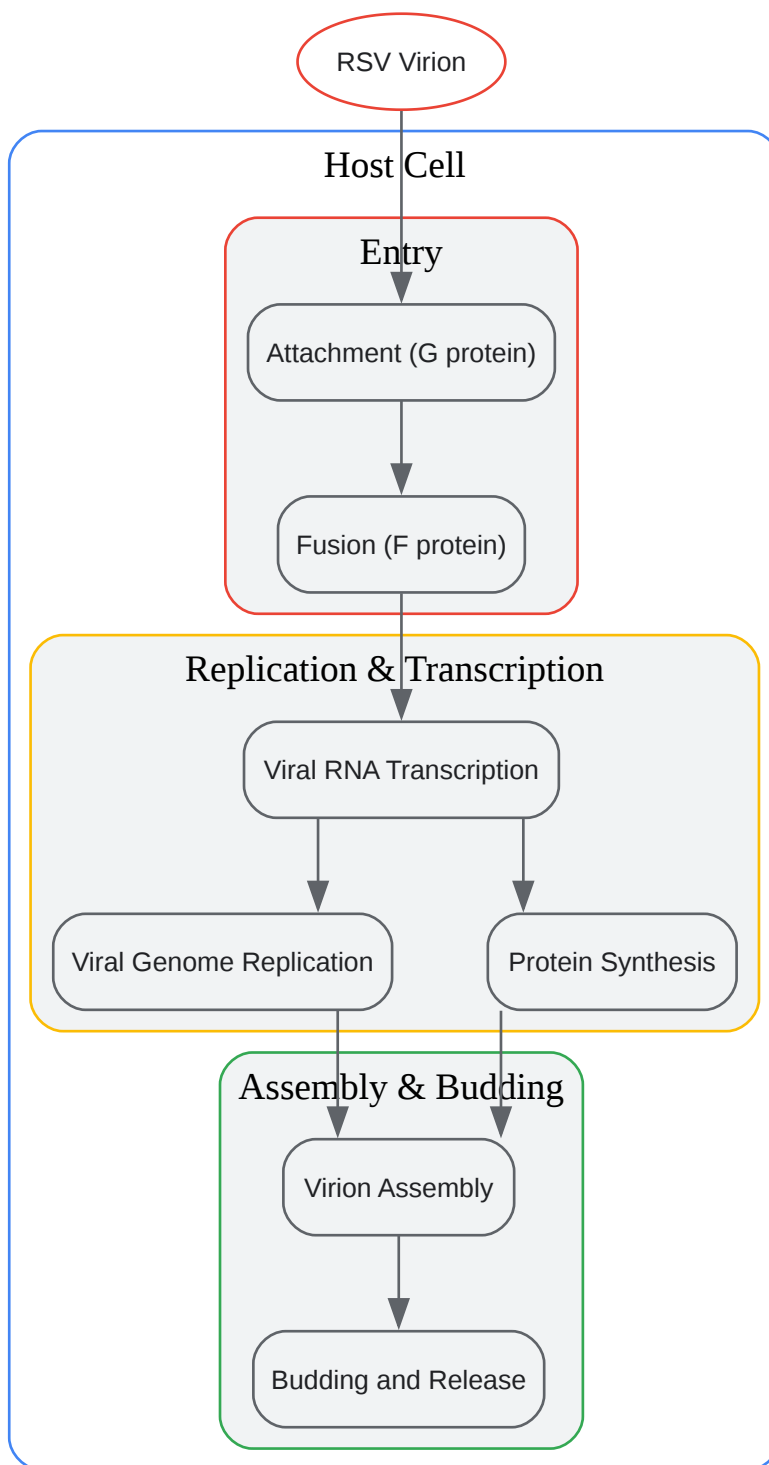 RSV Virion
Host Cell
Entry
Attachment (G protein)
Fusion (F protein)
Replication & Transcription
Viral RNA Transcription
Viral Genome Replication
Protein Synthesis
Assembly & Budding
Virion Assembly
Budding and Release